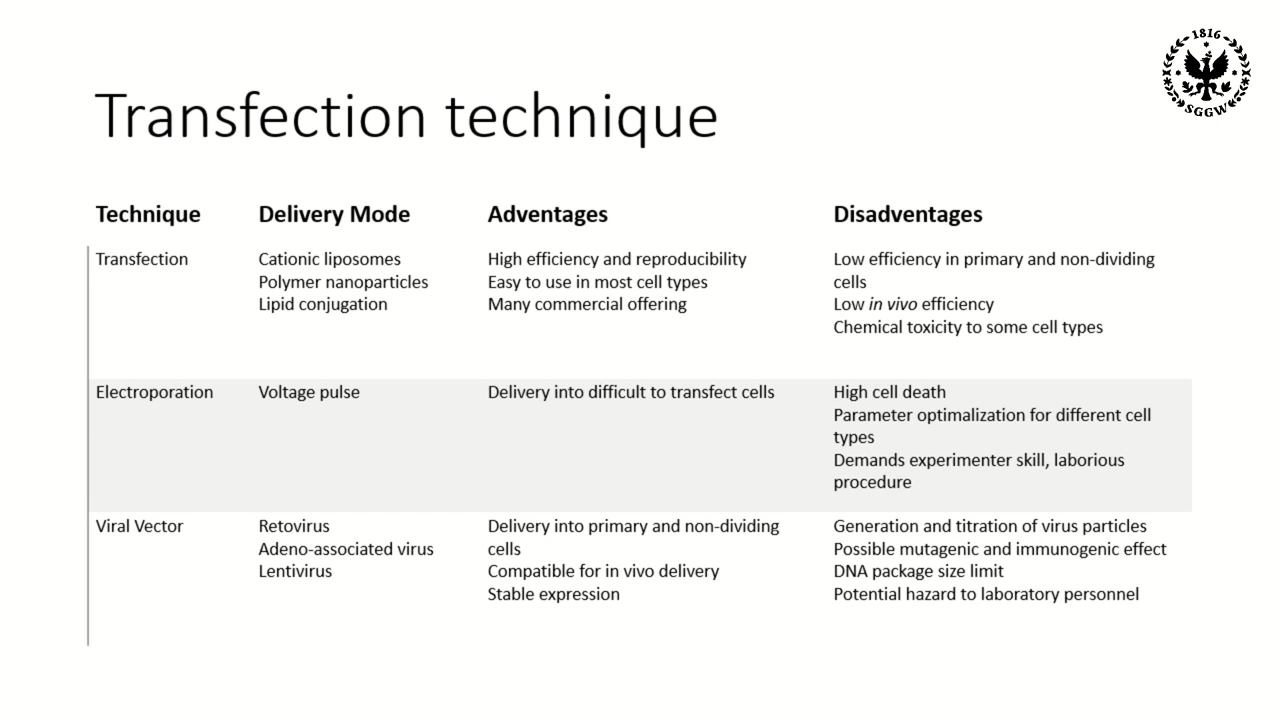 1816
SGGW
Transfection technique
Technique Delivery Mode Adventages Disadventages
Transfection
Cationic liposomes
Polymer nanoparticles
Lipid conjugation
High efficiency and reproducibility
Easy to use in most cell types
Many commercial offering
Low efficiency in primary and non-dividing
cells
Low in vivo efficiency
Chemical toxicity to some cell types
Electroporation
Voltage pulse
Delivery into difficult to transfect cells
High cell death
Parameter optimalization for different cell
types
Demands experimenter skill, laborious
procedure
Viral Vector
Retovirus
Adeno-associated virus
Lentivirus
Delivery into primary and non-dividing
cells
Compatible for in vivo delivery
Stable expression
Generation and titration of virus particles
Possible mutagenic and immunogenic effect
DNA package size limit
Potential hazard to laboratory personnel